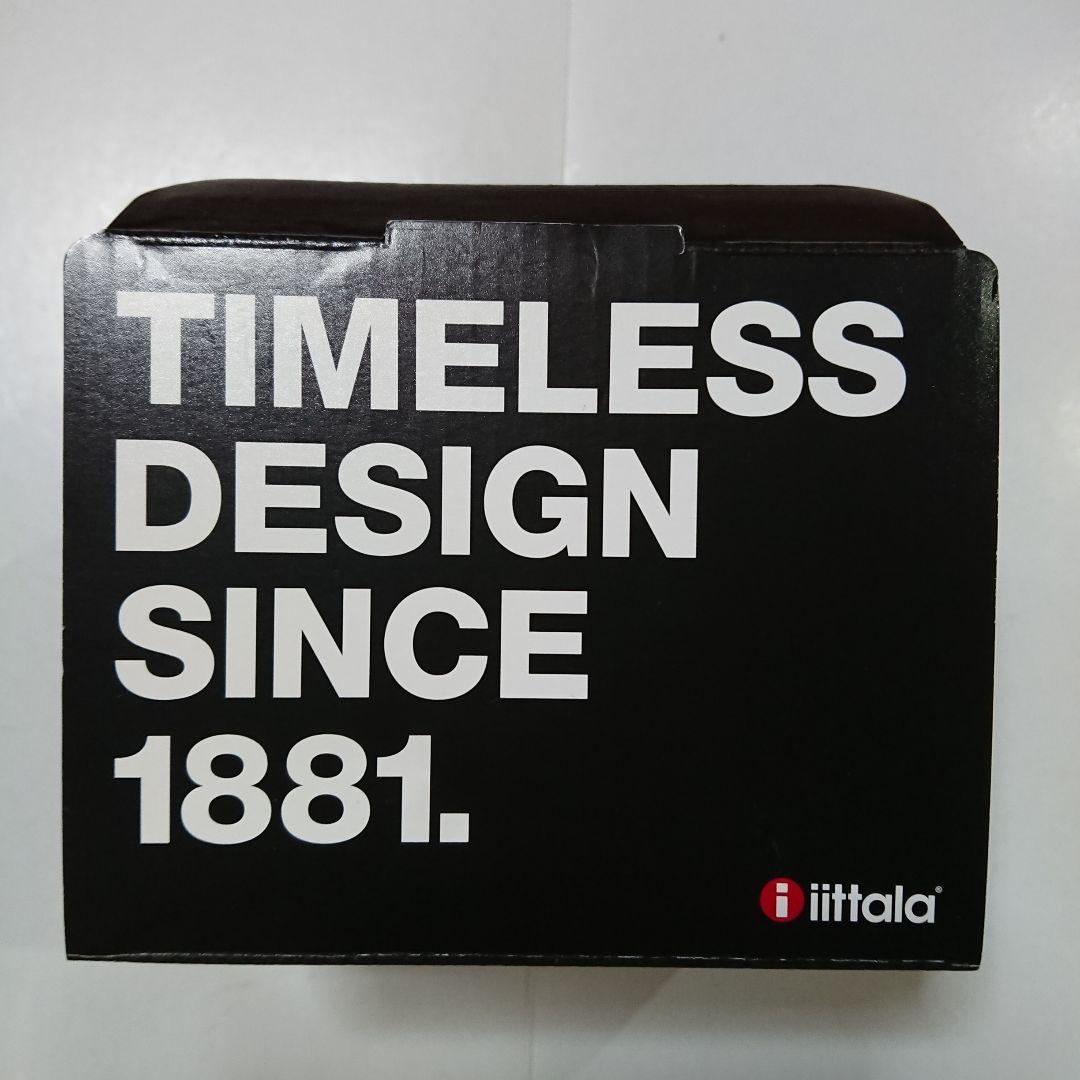 TIMELESS
DESIGN
SINCE
1881.
i iittala®